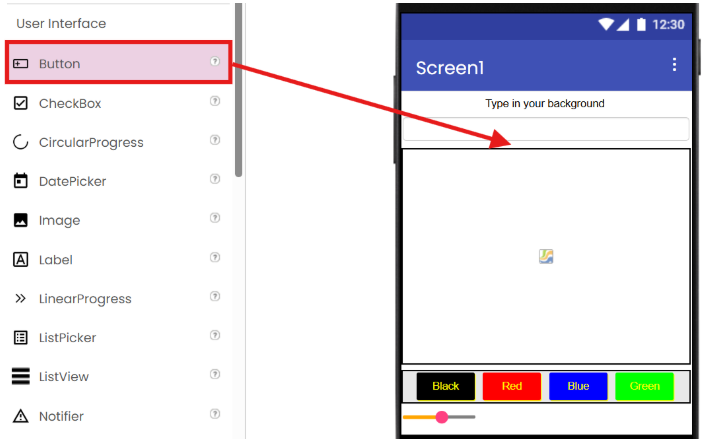 User Interface
Button
CheckBox
CircularProgress
DatePicker
Image
Label
LinearProgress
ListPicker
ListView
Notifier
12:30
Screen1
Type in your background
Black Red Blue Green